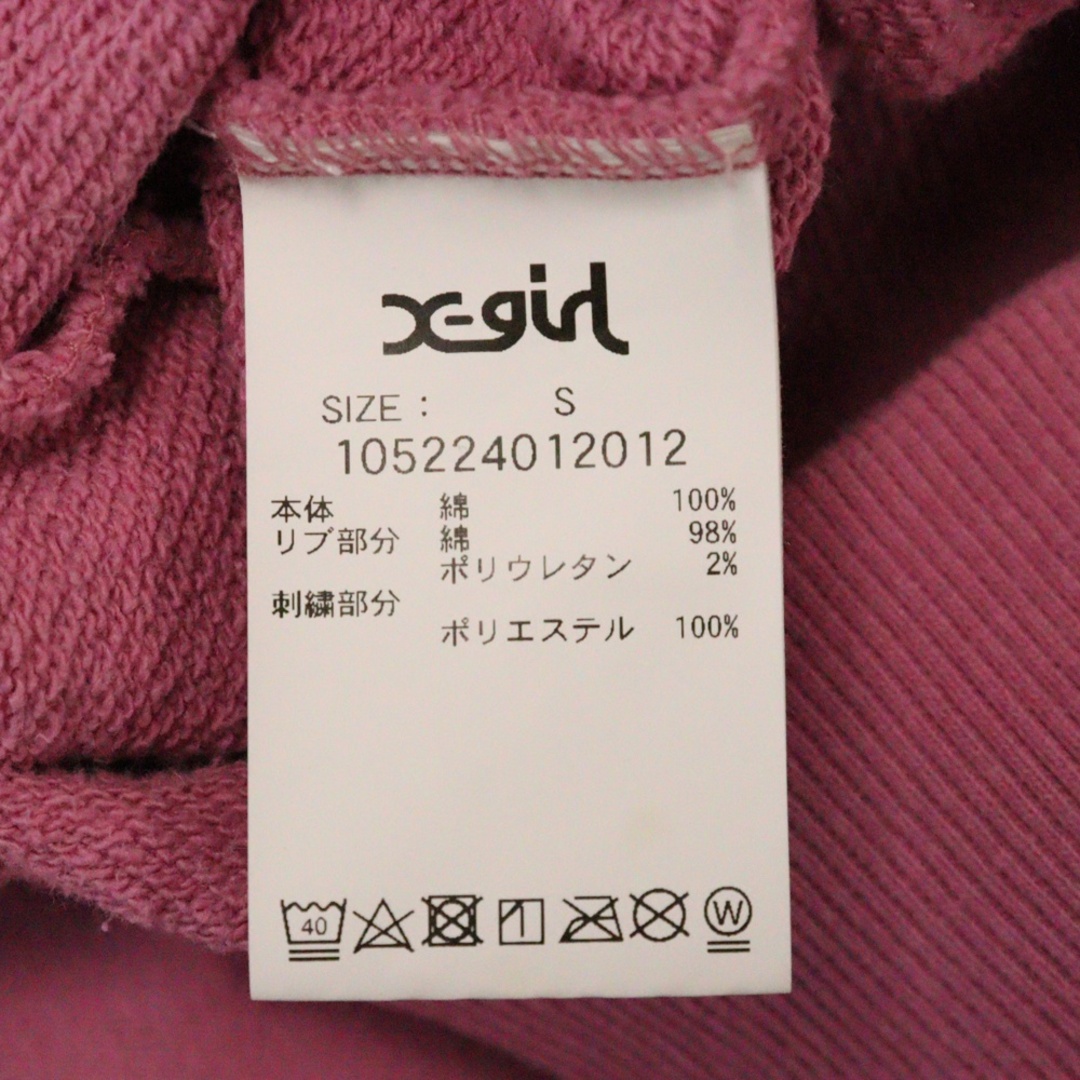 X-girl
SIZE : S
105224012012
本体 綿 100%
リブ部分 綿 98%
ポリウレタン 2%
刺繍部分
ポリエステル 100%
40 W